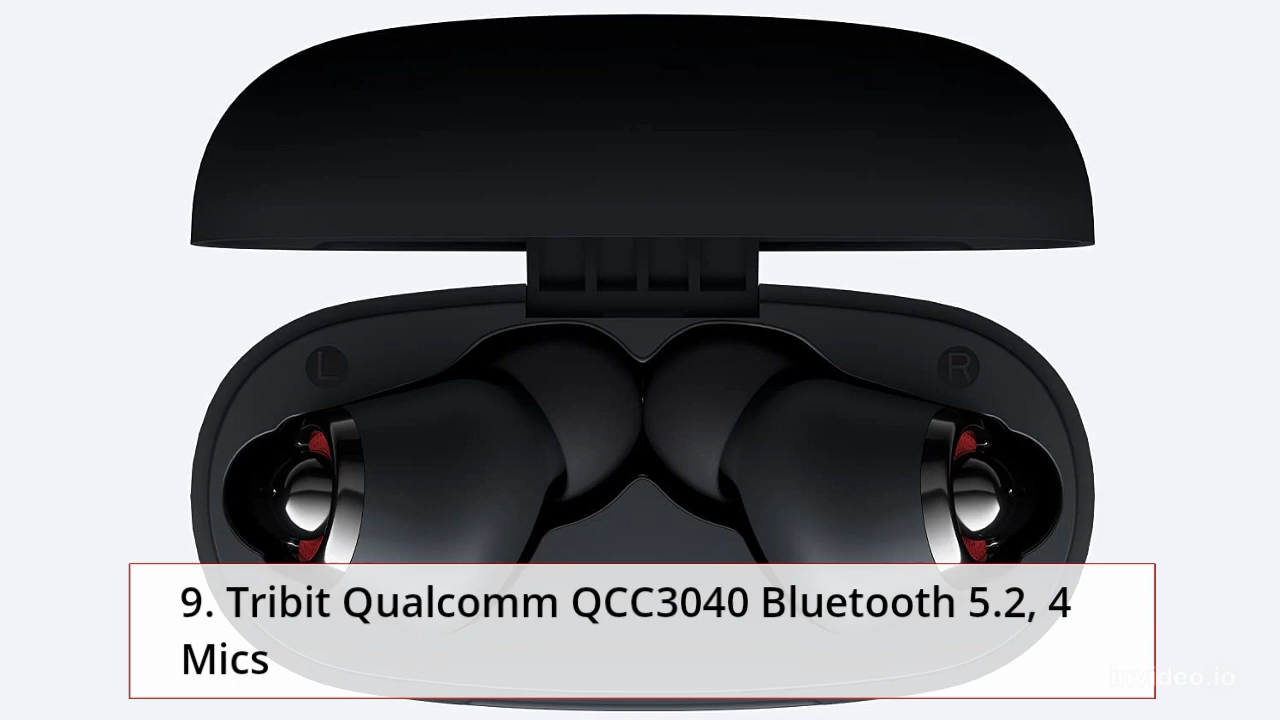 L
R
9. Tribit Qualcomm QCC3040 Bluetooth 5.2, 4
Mics
invideo.io